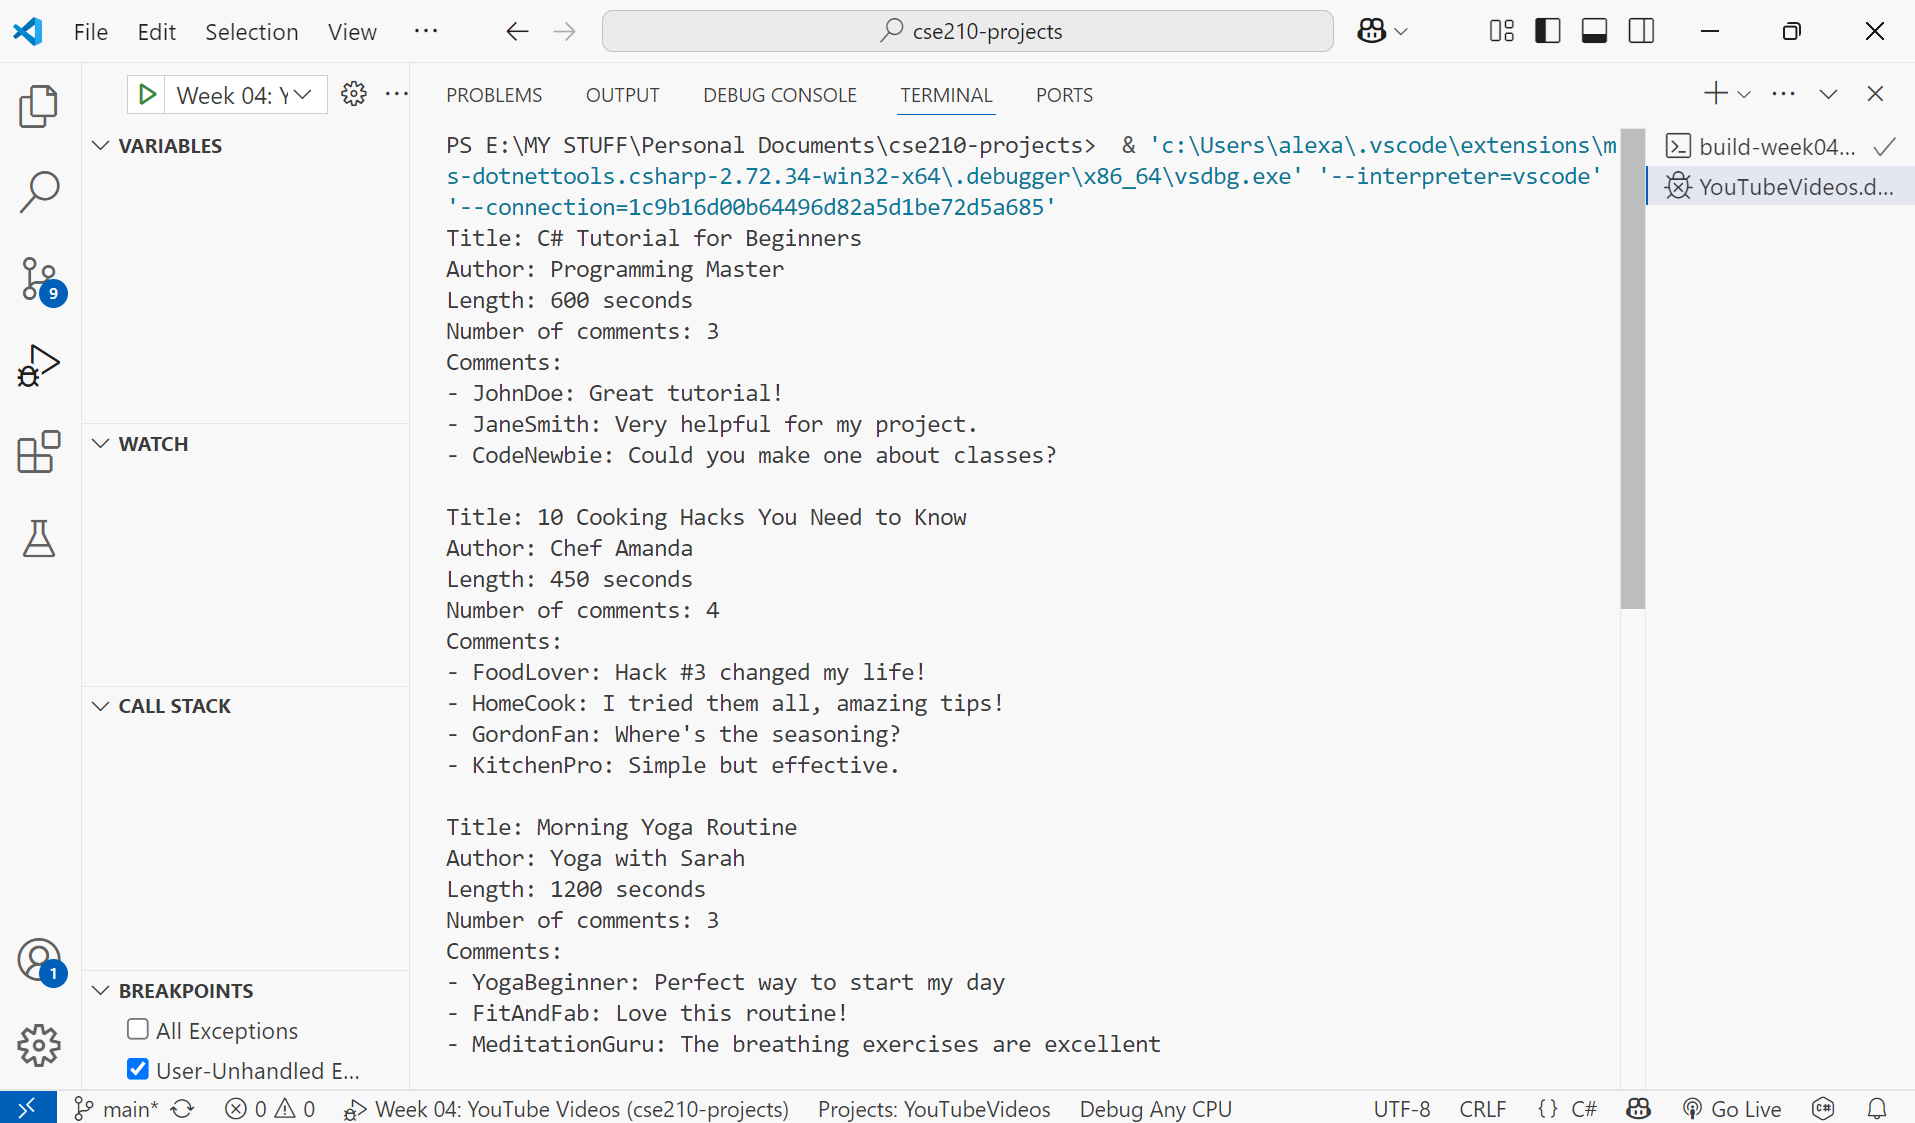 File Edit Selection View ··· cse210-projects
Week 04: Y
VARIABLES
WATCH
CALL STACK
BREAKPOINTS
All Exceptions
User-Unhandled E...
9
1
PROBLEMS OUTPUT DEBUG CONSOLE TERMINAL PORTS
PS E:\MY STUFF\Personal Documents\cse210-projects>  & 'c:\Users\alexa\.vscode\extensions\m
s-dotnettools.csharp-2.72.34-win32-x64\.debugger\x86_64\vsdbg.exe' '--interpreter=vscode'
'--connection=1c9b16d00b64496d82a5d1be72d5a685'
Title: C# Tutorial for Beginners
Author: Programming Master
Length: 600 seconds
Number of comments: 3
Comments:
- JohnDoe: Great tutorial!
- JaneSmith: Very helpful for my project.
- CodeNewbie: Could you make one about classes?
Title: 10 Cooking Hacks You Need to Know
Author: Chef Amanda
Length: 450 seconds
Number of comments: 4
Comments:
- FoodLover: Hack #3 changed my life!
- HomeCook: I tried them all, amazing tips!
- GordonFan: Where's the seasoning?
- KitchenPro: Simple but effective.
Title: Morning Yoga Routine
Author: Yoga with Sarah
Length: 1200 seconds
Number of comments: 3
Comments:
- YogaBeginner: Perfect way to start my day
- FitAndFab: Love this routine!
- MeditationGuru: The breathing exercises are excellent
build-week04...
YouTubeVideos.d...
main* 0 0 Week 04: YouTube Videos (cse210-projects) Projects: YouTubeVideos Debug Any CPU UTF-8 CRLF {} C# Go Live